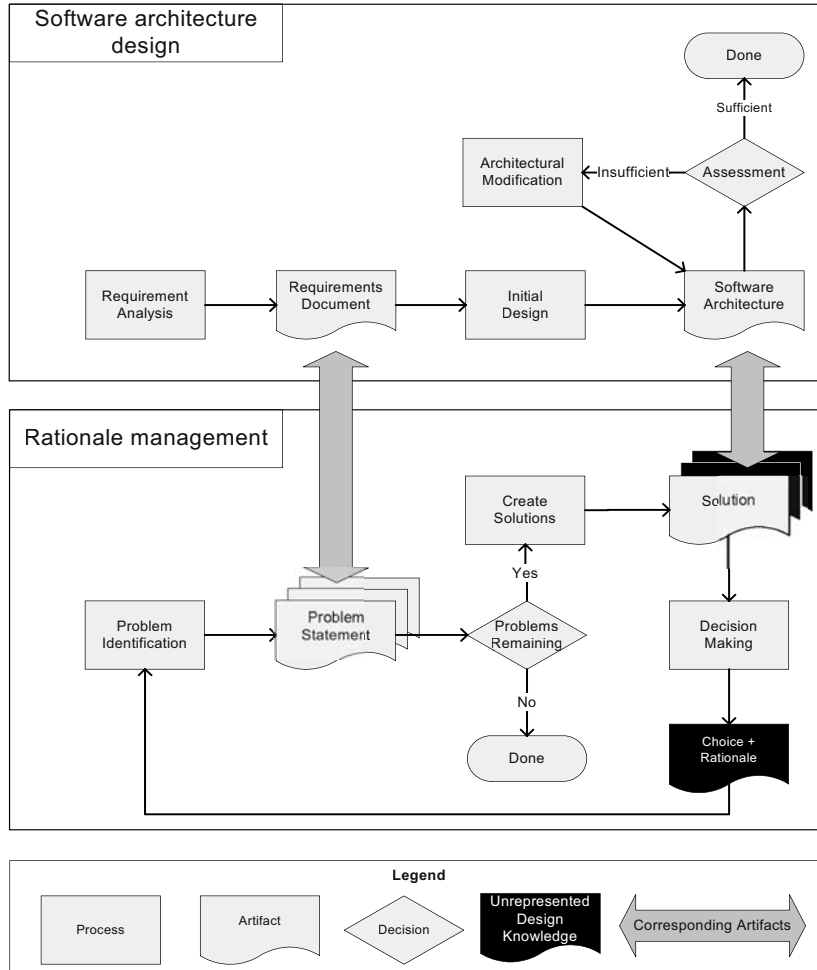 Software architecture
design
Done
Sufficient
Architectural
Modification
Insufficient
Assessment
Requirement
Analysis
Requirements
Document
Initial
Design
Software
Architecture
Rationale management
Create
Solutions
Solution
Yes
Problem
Identification
Problem
Statement
Problems
Remaining
Decision
Making
No
Done
Choice +
Rationale
Legend
Process
Artifact
Decision
Unrepresented
Design
Knowledge
Corresponding Artifacts